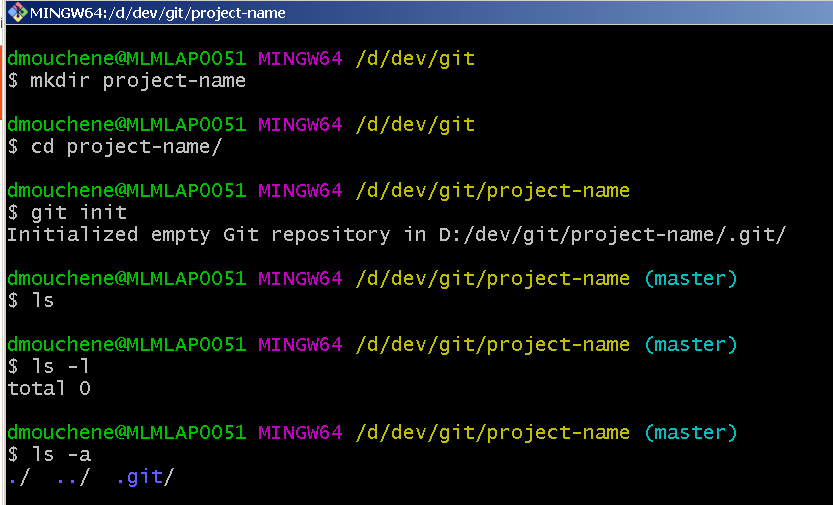 MINGW64:/d/dev/git/project-name
dmouchene@MLMLAP0051 MINGW64 /d/dev/git
$ mkdir project-name
dmouchene@MLMLAP0051 MINGW64 /d/dev/git
$ cd project-name/
dmouchene@MLMLAP0051 MINGW64 /d/dev/git/project-name
$ git init
Initialized empty Git repository in D:/dev/git/project-name/.git/
dmouchene@MLMLAP0051 MINGW64 /d/dev/git/project-name (master)
$ ls
dmouchene@MLMLAP0051 MINGW64 /d/dev/git/project-name (master)
$ ls -l
total 0
dmouchene@MLMLAP0051 MINGW64 /d/dev/git/project-name (master)
$ ls -a
./  ../  .git/